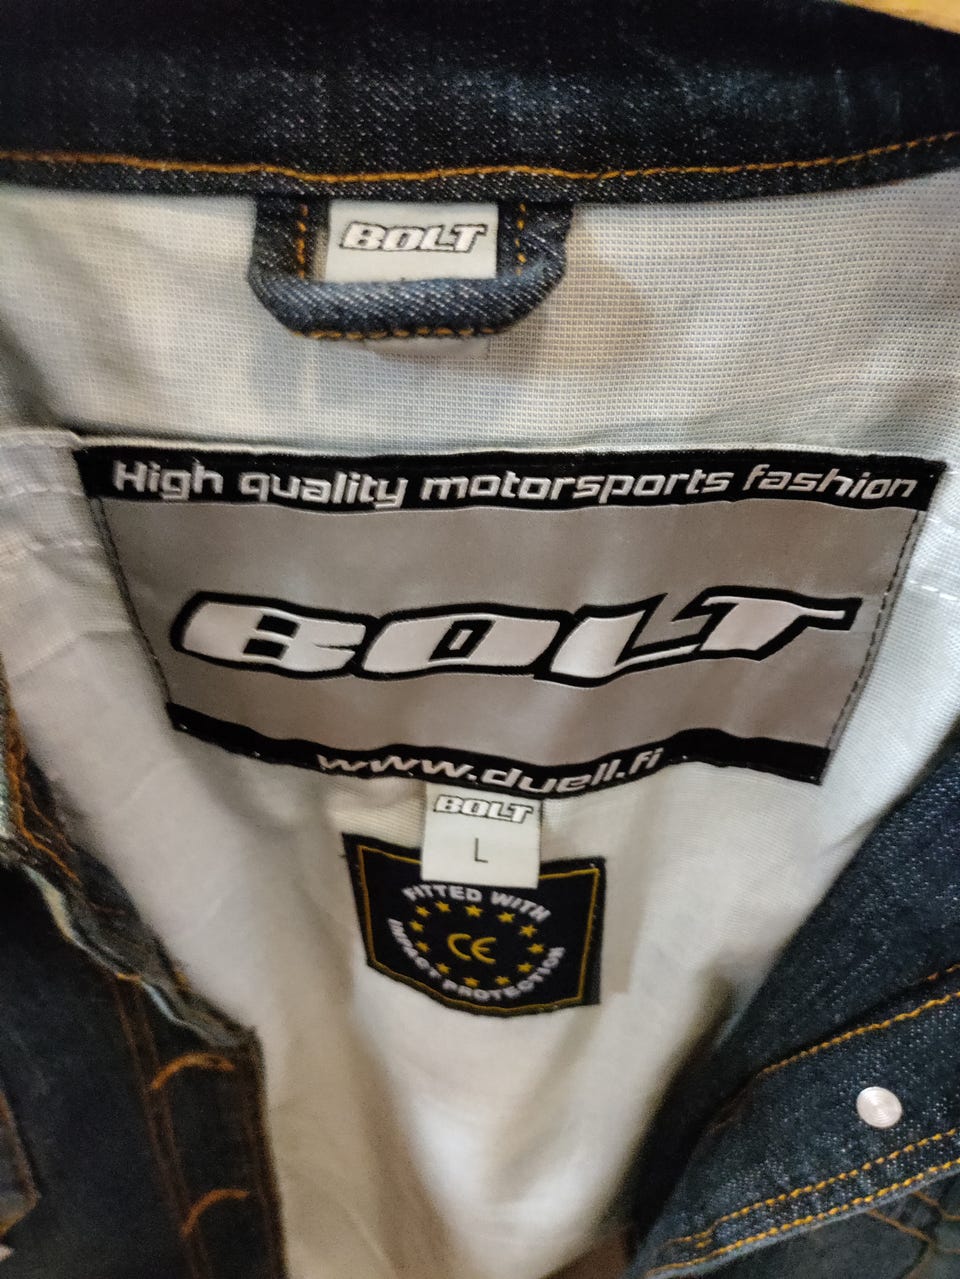 BOLT
High quality motorsports fashion
BOLT
www.duell.fi
BOLT
L
FITTED WITH
CE
IMPACT PROTECTION